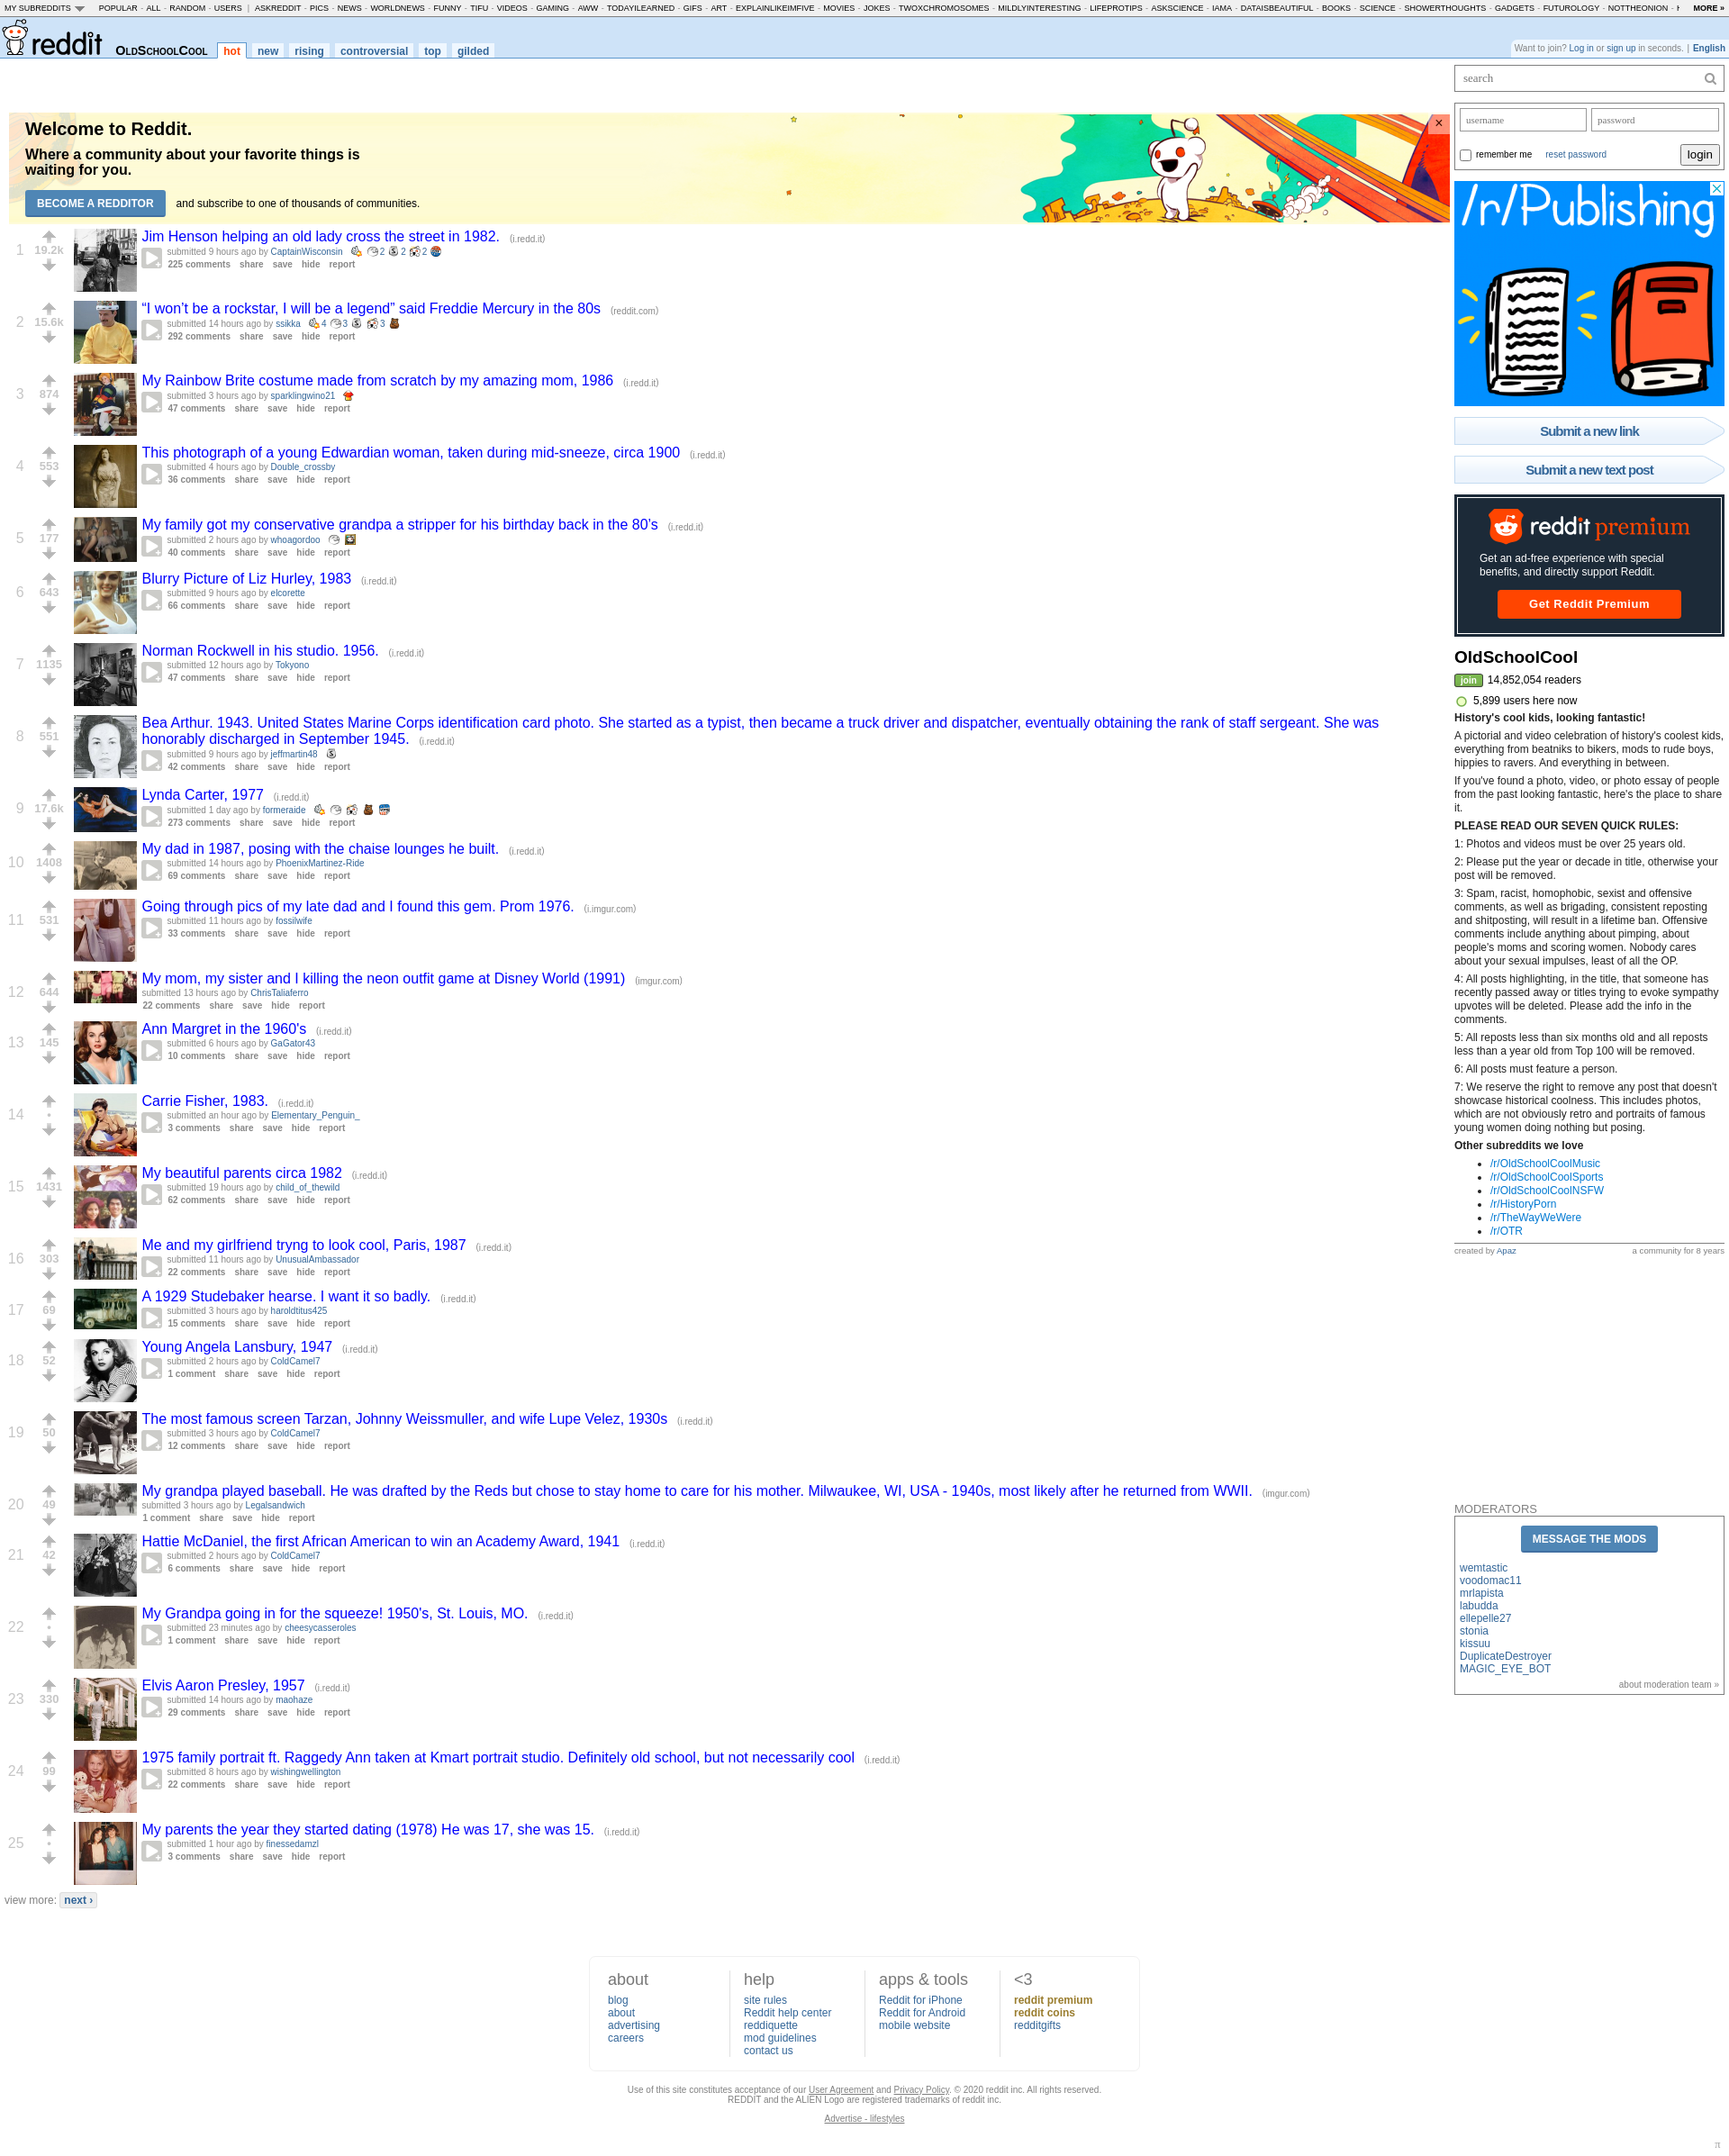 MY SUBREDDITS POPULAR - ALL - RANDOM - USERS | ASKREDDIT - PICS - NEWS - WORLDNEWS - FUNNY - TIFU - VIDEOS - GAMING - AWW - TODAYILEARNED - GIFS - ART - EXPLAINLIKEIMFIVE - MOVIES - JOKES - TWOXCHROMOSOMES - MILDLYINTERESTING - LIFEPROTIPS - ASKSCIENCE - IAMA - DATAISBEAUTIFUL - BOOKS - SCIENCE - SHOWERTHOUGHTS - GADGETS - FUTUROLOGY - NOTTHEONION - MORE »
reddit OldSchoolCool hot new rising controversial top gilded
Want to join? Log in or sign up in seconds. | English
search
username password
remember me reset password login
Welcome to Reddit.
Where a community about your favorite things is
waiting for you.
BECOME A REDDITOR and subscribe to one of thousands of communities.
1 19.2k
Jim Henson helping an old lady cross the street in 1982. (i.redd.it)
submitted 9 hours ago by CaptainWisconsin 2 2 2
225 comments share save hide report
2 15.6k
“I won’t be a rockstar, I will be a legend” said Freddie Mercury in the 80s (reddit.com)
submitted 14 hours ago by ssikka 4 3 3
292 comments share save hide report
3 874
My Rainbow Brite costume made from scratch by my amazing mom, 1986 (i.redd.it)
submitted 3 hours ago by sparklingwino21
47 comments share save hide report
4 553
This photograph of a young Edwardian woman, taken during mid-sneeze, circa 1900 (i.redd.it)
submitted 4 hours ago by Double_crossby
36 comments share save hide report
5 177
My family got my conservative grandpa a stripper for his birthday back in the 80's (i.redd.it)
submitted 2 hours ago by whoagordoo
40 comments share save hide report
6 643
Blurry Picture of Liz Hurley, 1983 (i.redd.it)
submitted 9 hours ago by elcorette
66 comments share save hide report
7 1135
Norman Rockwell in his studio. 1956. (i.redd.it)
submitted 12 hours ago by Tokyono
47 comments share save hide report
8 551
Bea Arthur. 1943. United States Marine Corps identification card photo. She started as a typist, then became a truck driver and dispatcher, eventually obtaining the rank of staff sergeant. She was
honorably discharged in September 1945. (i.redd.it)
submitted 9 hours ago by jeffmartin48
42 comments share save hide report
9 17.6k
Lynda Carter, 1977 (i.redd.it)
submitted 1 day ago by formeraide
273 comments share save hide report
10 1408
My dad in 1987, posing with the chaise lounges he built. (i.redd.it)
submitted 14 hours ago by PhoenixMartinez-Ride
69 comments share save hide report
11 531
Going through pics of my late dad and I found this gem. Prom 1976. (i.imgur.com)
submitted 11 hours ago by fossilwife
33 comments share save hide report
12 644
My mom, my sister and I killing the neon outfit game at Disney World (1991) (imgur.com)
submitted 13 hours ago by ChrisTaliaferro
22 comments share save hide report
13 145
Ann Margret in the 1960's (i.redd.it)
submitted 6 hours ago by GaGator43
10 comments share save hide report
14 •
Carrie Fisher, 1983. (i.redd.it)
submitted an hour ago by Elementary_Penguin_
3 comments share save hide report
15 1431
My beautiful parents circa 1982 (i.redd.it)
submitted 19 hours ago by child_of_thewild
62 comments share save hide report
16 303
Me and my girlfriend tryng to look cool, Paris, 1987 (i.redd.it)
submitted 11 hours ago by UnusualAmbassador
22 comments share save hide report
17 69
A 1929 Studebaker hearse. I want it so badly. (i.redd.it)
submitted 3 hours ago by haroldtitus425
15 comments share save hide report
18 52
Young Angela Lansbury, 1947 (i.redd.it)
submitted 2 hours ago by ColdCamel7
1 comment share save hide report
19 50
The most famous screen Tarzan, Johnny Weissmuller, and wife Lupe Velez, 1930s (i.redd.it)
submitted 3 hours ago by ColdCamel7
12 comments share save hide report
20 49
My grandpa played baseball. He was drafted by the Reds but chose to stay home to care for his mother. Milwaukee, WI, USA - 1940s, most likely after he returned from WWII. (imgur.com)
submitted 3 hours ago by Legalsandwich
1 comment share save hide report
21 42
Hattie McDaniel, the first African American to win an Academy Award, 1941 (i.redd.it)
submitted 2 hours ago by ColdCamel7
6 comments share save hide report
22 •
My Grandpa going in for the squeeze! 1950's, St. Louis, MO. (i.redd.it)
submitted 23 minutes ago by cheesycasseroles
1 comment share save hide report
23 330
Elvis Aaron Presley, 1957 (i.redd.it)
submitted 14 hours ago by maohaze
29 comments share save hide report
24 99
1975 family portrait ft. Raggedy Ann taken at Kmart portrait studio. Definitely old school, but not necessarily cool (i.redd.it)
submitted 8 hours ago by wishingwellington
22 comments share save hide report
25 •
My parents the year they started dating (1978) He was 17, she was 15. (i.redd.it)
submitted 1 hour ago by finessedamzl
3 comments share save hide report
view more: next ›
/r/Publishing
Submit a new link
Submit a new text post
reddit premium
Get an ad-free experience with special
benefits, and directly support Reddit.
Get Reddit Premium
OldSchoolCool
join 14,852,054 readers
5,899 users here now
History's cool kids, looking fantastic!
A pictorial and video celebration of history's coolest kids,
everything from beatniks to bikers, mods to rude boys,
hippies to ravers. And everything in between.
If you've found a photo, video, or photo essay of people
from the past looking fantastic, here's the place to share
it.
PLEASE READ OUR SEVEN QUICK RULES:
1: Photos and videos must be over 25 years old.
2: Please put the year or decade in title, otherwise your
post will be removed.
3: Spam, racist, homophobic, sexist and offensive
comments, as well as brigading, consistent reposting
and shitposting, will result in a lifetime ban. Offensive
comments include anything about pimping, about
people's moms and scoring women. Nobody cares
about your sexual impulses, least of all the OP.
4: All posts highlighting, in the title, that someone has
recently passed away or titles trying to evoke sympathy
upvotes will be deleted. Please add the info in the
comments.
5: All reposts less than six months old and all reposts
less than a year old from Top 100 will be removed.
6: All posts must feature a person.
7: We reserve the right to remove any post that doesn't
showcase historical coolness. This includes photos,
which are not obviously retro and portraits of famous
young women doing nothing but posing.
Other subreddits we love
/r/OldSchoolCoolMusic
/r/OldSchoolCoolSports
/r/OldSchoolCoolNSFW
/r/HistoryPorn
/r/TheWayWeWere
/r/OTR
created by Apaz a community for 8 years
MODERATORS
MESSAGE THE MODS
wemtastic
voodomac11
mrlapista
labudda
ellepelle27
stonia
kissuu
DuplicateDestroyer
MAGIC_EYE_BOT
about moderation team »
about
blog
about
advertising
careers
help
site rules
Reddit help center
reddiquette
mod guidelines
contact us
apps & tools
Reddit for iPhone
Reddit for Android
mobile website
<3
reddit premium
reddit coins
redditgifts
Use of this site constitutes acceptance of our User Agreement and Privacy Policy. © 2020 reddit inc. All rights reserved.
REDDIT and the ALIEN Logo are registered trademarks of reddit inc.
Advertise - lifestyles
π